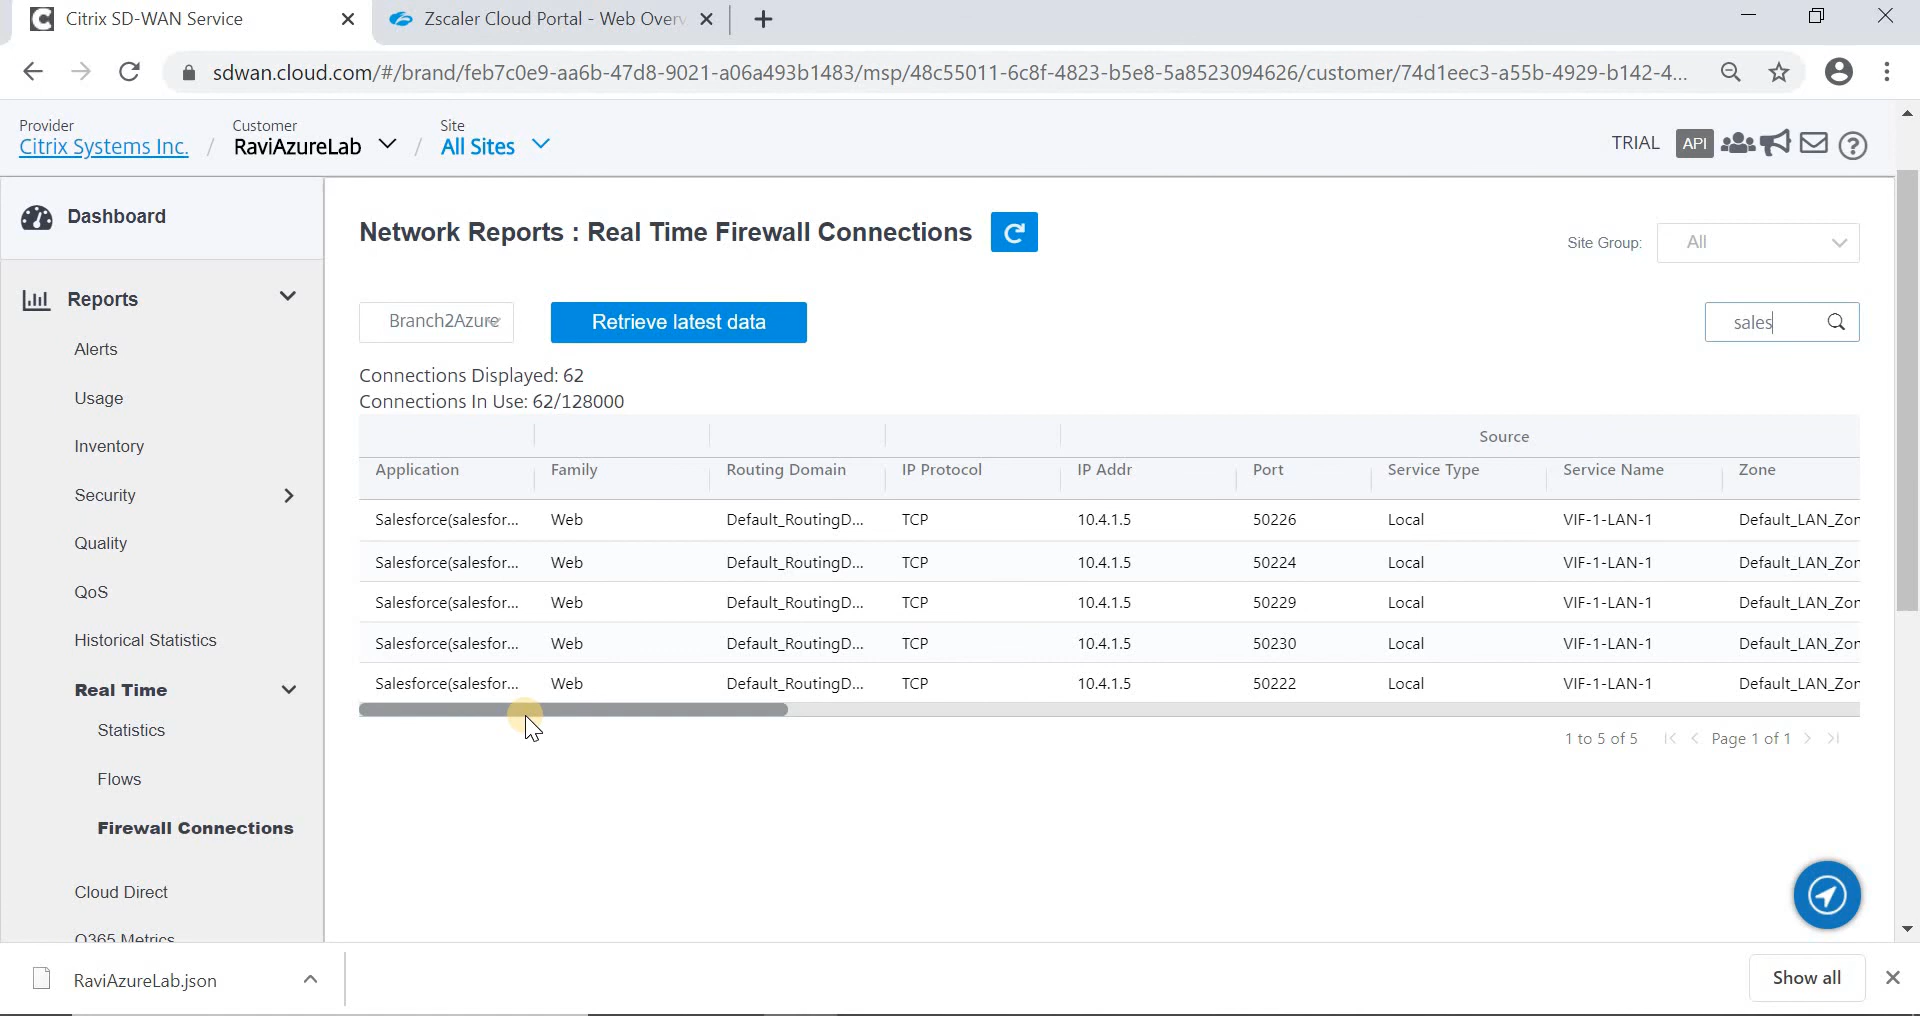 Citrix SD-WAN Service
Zscaler Cloud Portal - Web Over
sdwan.cloud.com/#/brand/feb7c0e9-aa6b-47d8-9021-a06a493b1483/msp/48c55011-6c8f-4823-b5e8-5a8523094626/customer/74d1eec3-a55b-4929-b142-4...
Provider
Citrix Systems Inc.
/
Customer
RaviAzureLab
/
Site
All Sites
TRIAL
API
Dashboard
Reports
Alerts
Usage
Inventory
Security
Quality
QoS
Historical Statistics
Real Time
Statistics
Flows
Firewall Connections
Cloud Direct
O365 Metrics
Network Reports : Real Time Firewall Connections
Site Group: All
Branch2Azure
Retrieve latest data
sales
Connections Displayed: 62
Connections In Use: 62/128000
Source
Application Family Routing Domain IP Protocol IP Addr Port Service Type Service Name Zone
Salesforce(salesfor... Web Default_RoutingD... TCP 10.4.1.5 50226 Local VIF-1-LAN-1 Default_LAN_Zor
Salesforce(salesfor... Web Default_RoutingD... TCP 10.4.1.5 50224 Local VIF-1-LAN-1 Default_LAN_Zor
Salesforce(salesfor... Web Default_RoutingD... TCP 10.4.1.5 50229 Local VIF-1-LAN-1 Default_LAN_Zor
Salesforce(salesfor... Web Default_RoutingD... TCP 10.4.1.5 50230 Local VIF-1-LAN-1 Default_LAN_Zor
Salesforce(salesfor... Web Default_RoutingD... TCP 10.4.1.5 50222 Local VIF-1-LAN-1 Default_LAN_Zor
1 to 5 of 5 Page 1 of 1
RaviAzureLab.json
Show all